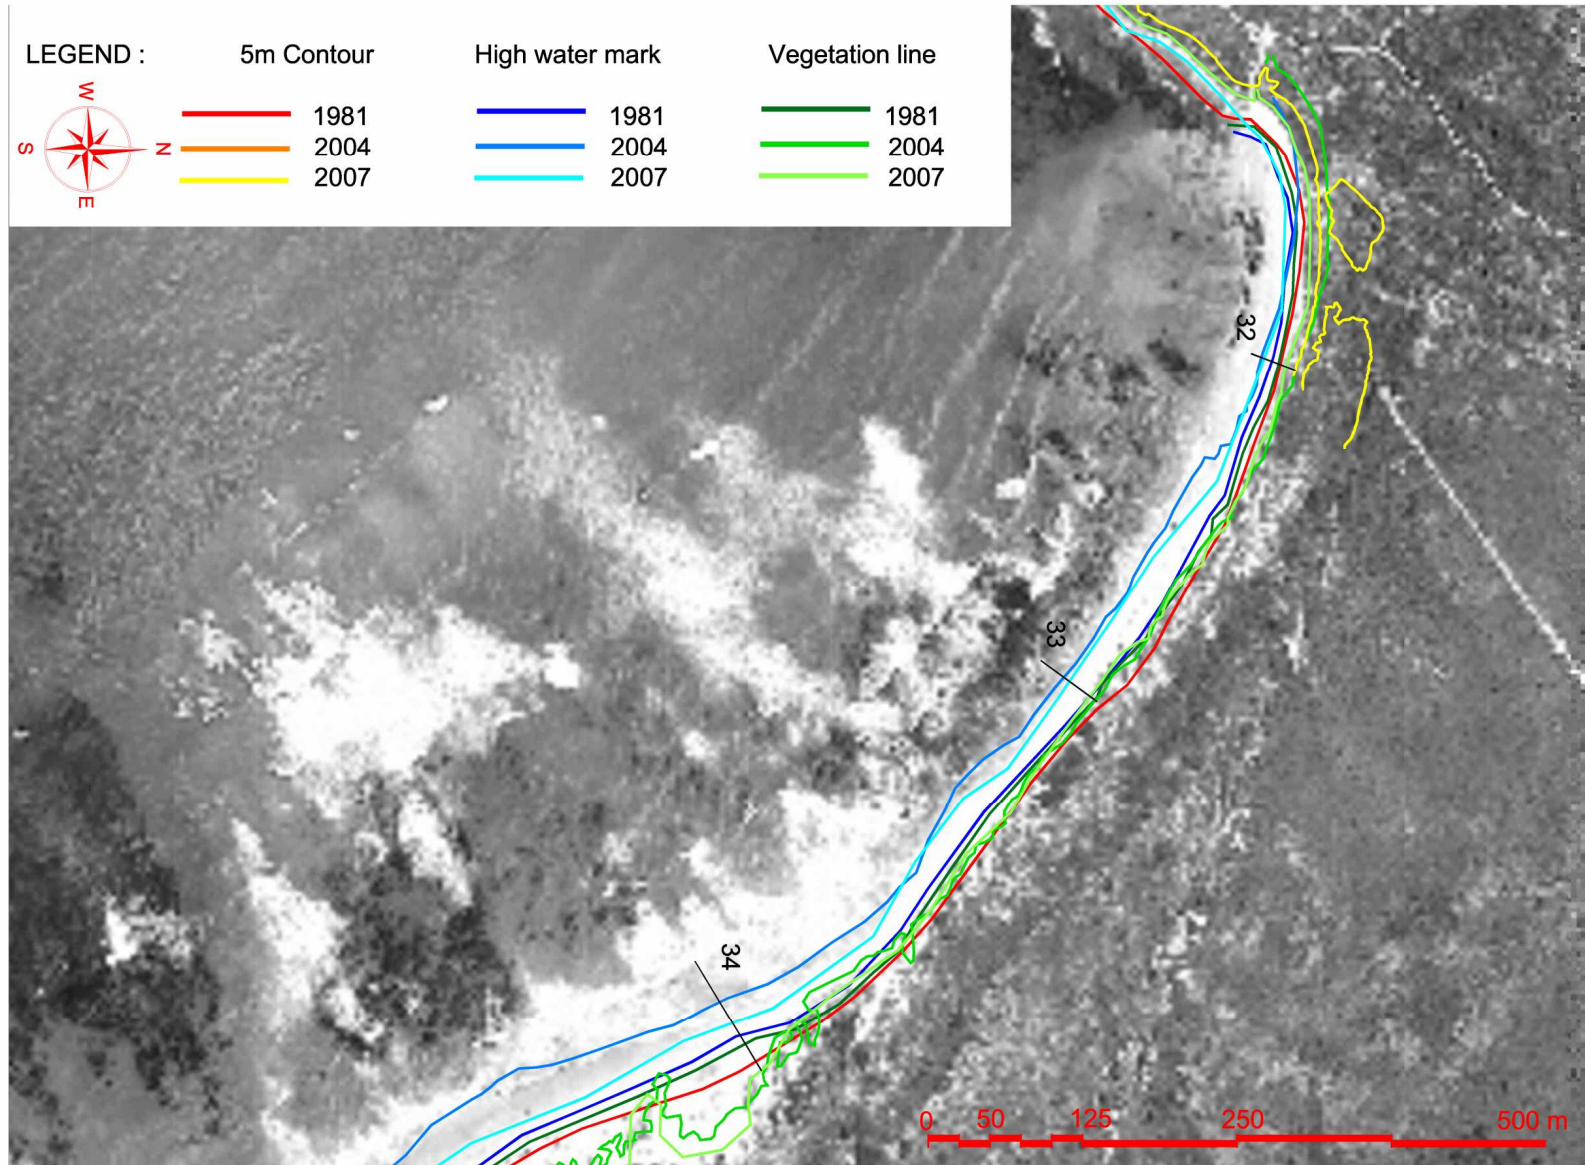 LEGEND : 5m Contour High water mark Vegetation line
W
S N
E
1981 1981 1981
2004 2004 2004
2007 2007 2007
32
33
34
0 50 125 250 500 m